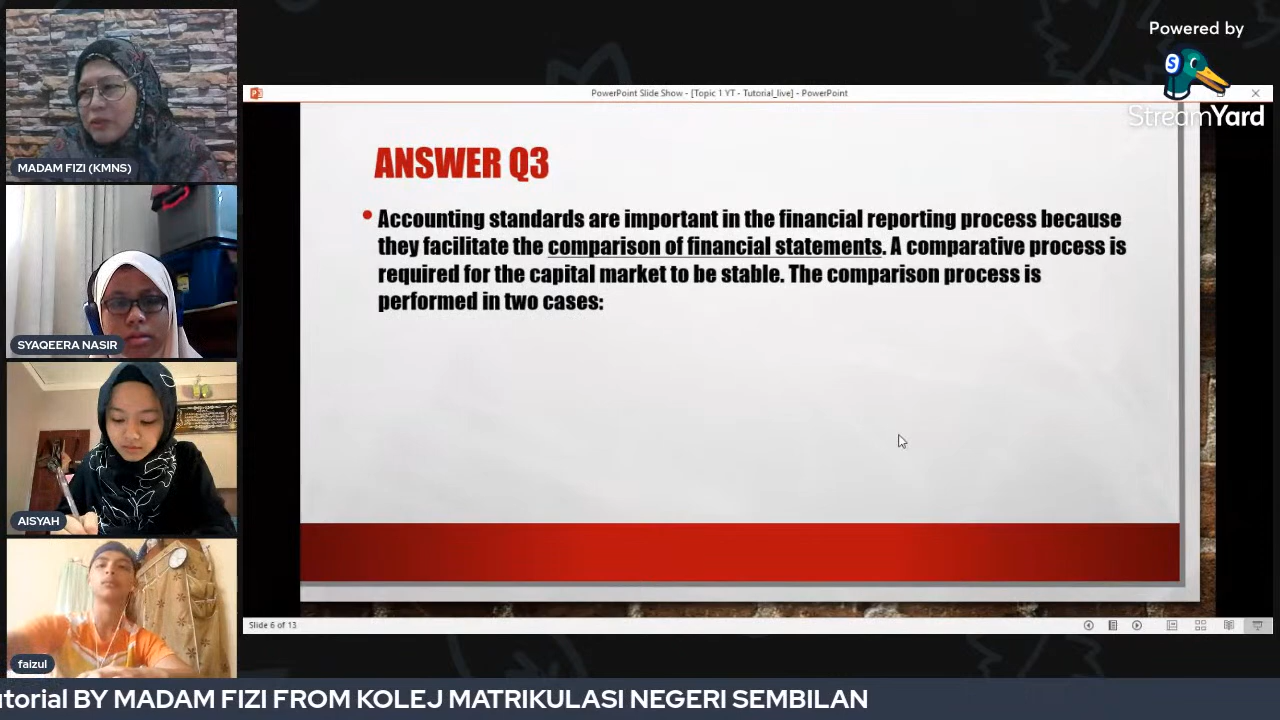 Powered by
StreamYard
PowerPoint Slide Show - [Topic 1 YT - Tutorial_live] - PowerPoint
MADAM FIZI (KMNS)
SYAQEERA NASIR
AISYAH
faizul
ANSWER Q3
Accounting standards are important in the financial reporting process because
they facilitate the comparison of financial statements. A comparative process is
required for the capital market to be stable. The comparison process is
performed in two cases:
Slide 6 of 13
utorial BY MADAM FIZI FROM KOLEJ MATRIKULASI NEGERI SEMBILAN